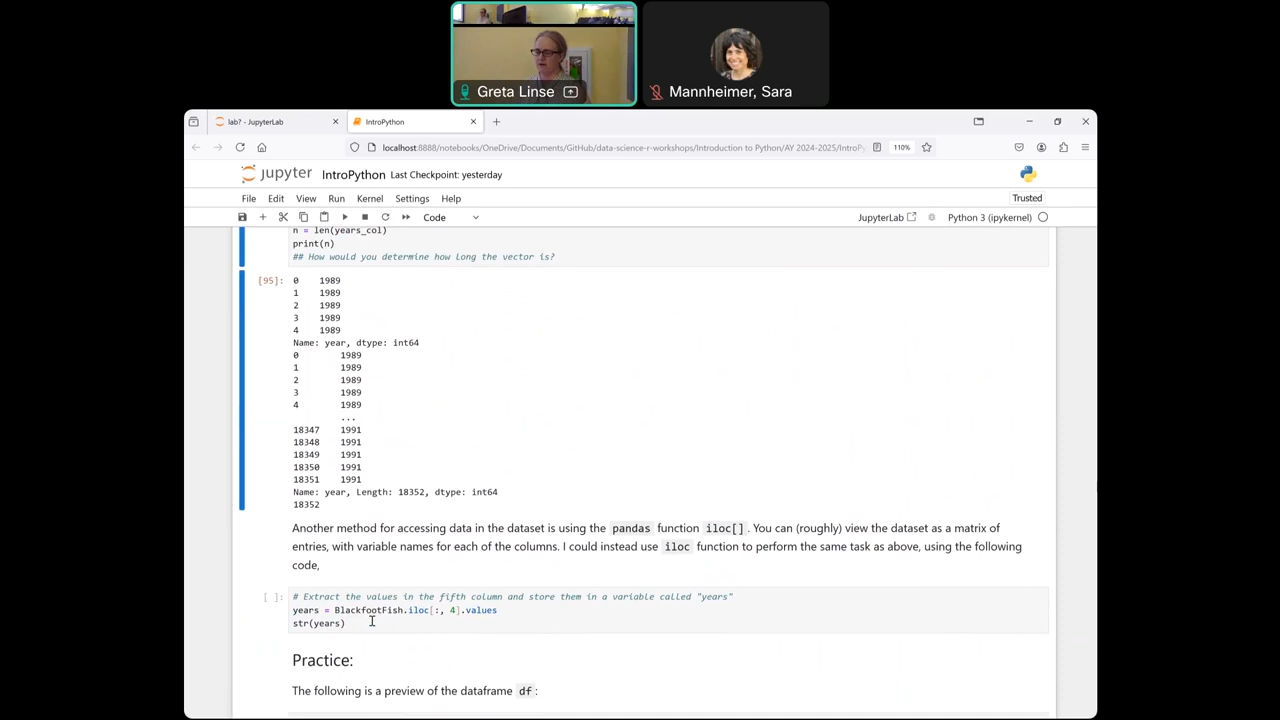 Greta Linse
Mannheimer, Sara
lab? - JupyterLab
IntroPython
localhost:8888/notebooks/OneDrive/Documents/GitHub/data-science-r-workshops/Introduction to Python/AY 2024-2025/IntroPy
110%
jupyter IntroPython Last Checkpoint: yesterday
File Edit View Run Kernel Settings Help
Trusted
Code
JupyterLab
Python 3 (ipykernel)
n = len(years_col)
print(n)
## How would you determine how long the vector is?
[95]:
0 1989
1 1989
2 1989
3 1989
4 1989
Name: year, dtype: int64
0 1989
1 1989
2 1989
3 1989
4 1989
...
18347 1991
18348 1991
18349 1991
18350 1991
18351 1991
Name: year, Length: 18352, dtype: int64
18352
Another method for accessing data in the dataset is using the pandas function iloc[]. You can (roughly) view the dataset as a matrix of
entries, with variable names for each of the columns. I could instead use iloc function to perform the same task as above, using the following
code,
[ ]:
# Extract the values in the fifth column and store them in a variable called "years"
years = BlackfootFish.iloc[:, 4].values
str(years)
Practice:
The following is a preview of the dataframe df: